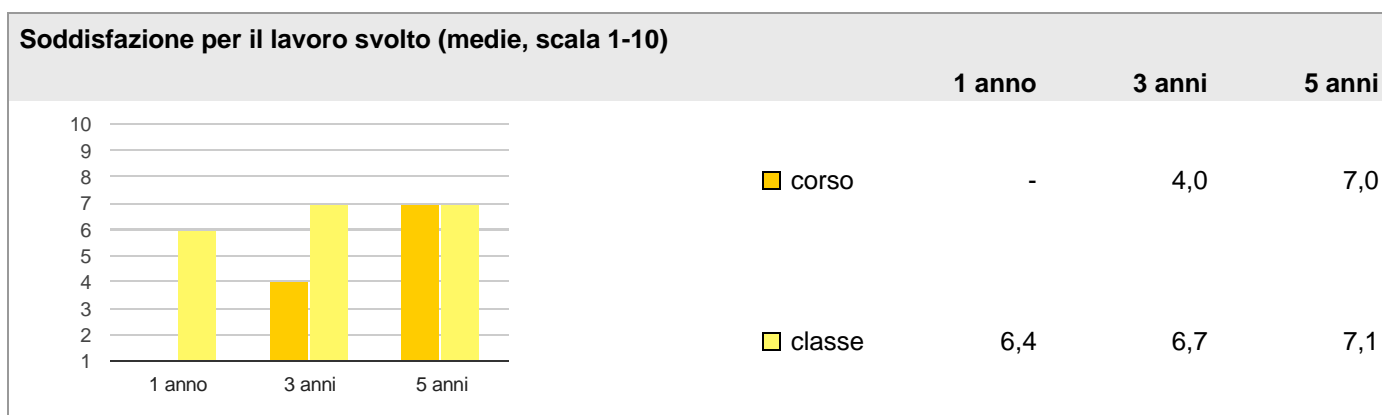 Soddisfazione per il lavoro svolto (medie, scala 1-10)
1 anno 3 anni 5 anni
10
9
8
7
6
5
4
3
2
1
1 anno 3 anni 5 anni
corso - 4,0 7,0
classe 6,4 6,7 7,1